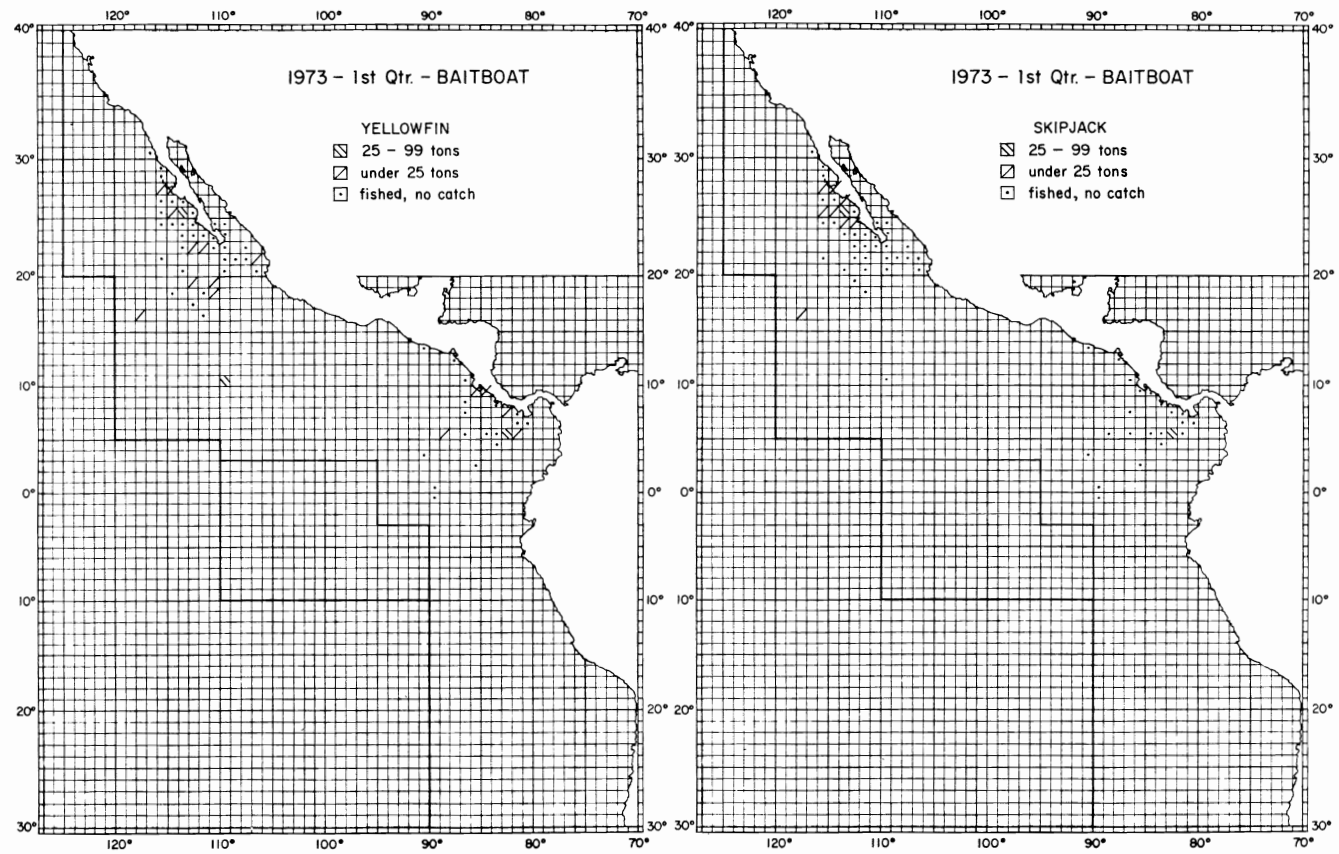 120° 110° 100° 90° 80° 70°
40° 40°
1973 – 1st Qtr. – BAITBOAT
YELLOWFIN
25 – 99 tons
under 25 tons
fished, no catch
30° 30°
20° 20°
10° 10°
0° 0°
10° 10°
20° 20°
30° 30°
120° 110° 100° 90° 80° 70°
120° 110° 100° 90° 80° 70°
40° 40°
1973 – 1st Qtr. – BAITBOAT
SKIPJACK
25 – 99 tons
under 25 tons
fished, no catch
30° 30°
20° 20°
10° 10°
0° 0°
10° 10°
20° 20°
30° 30°
120° 110° 100° 90° 80° 70°